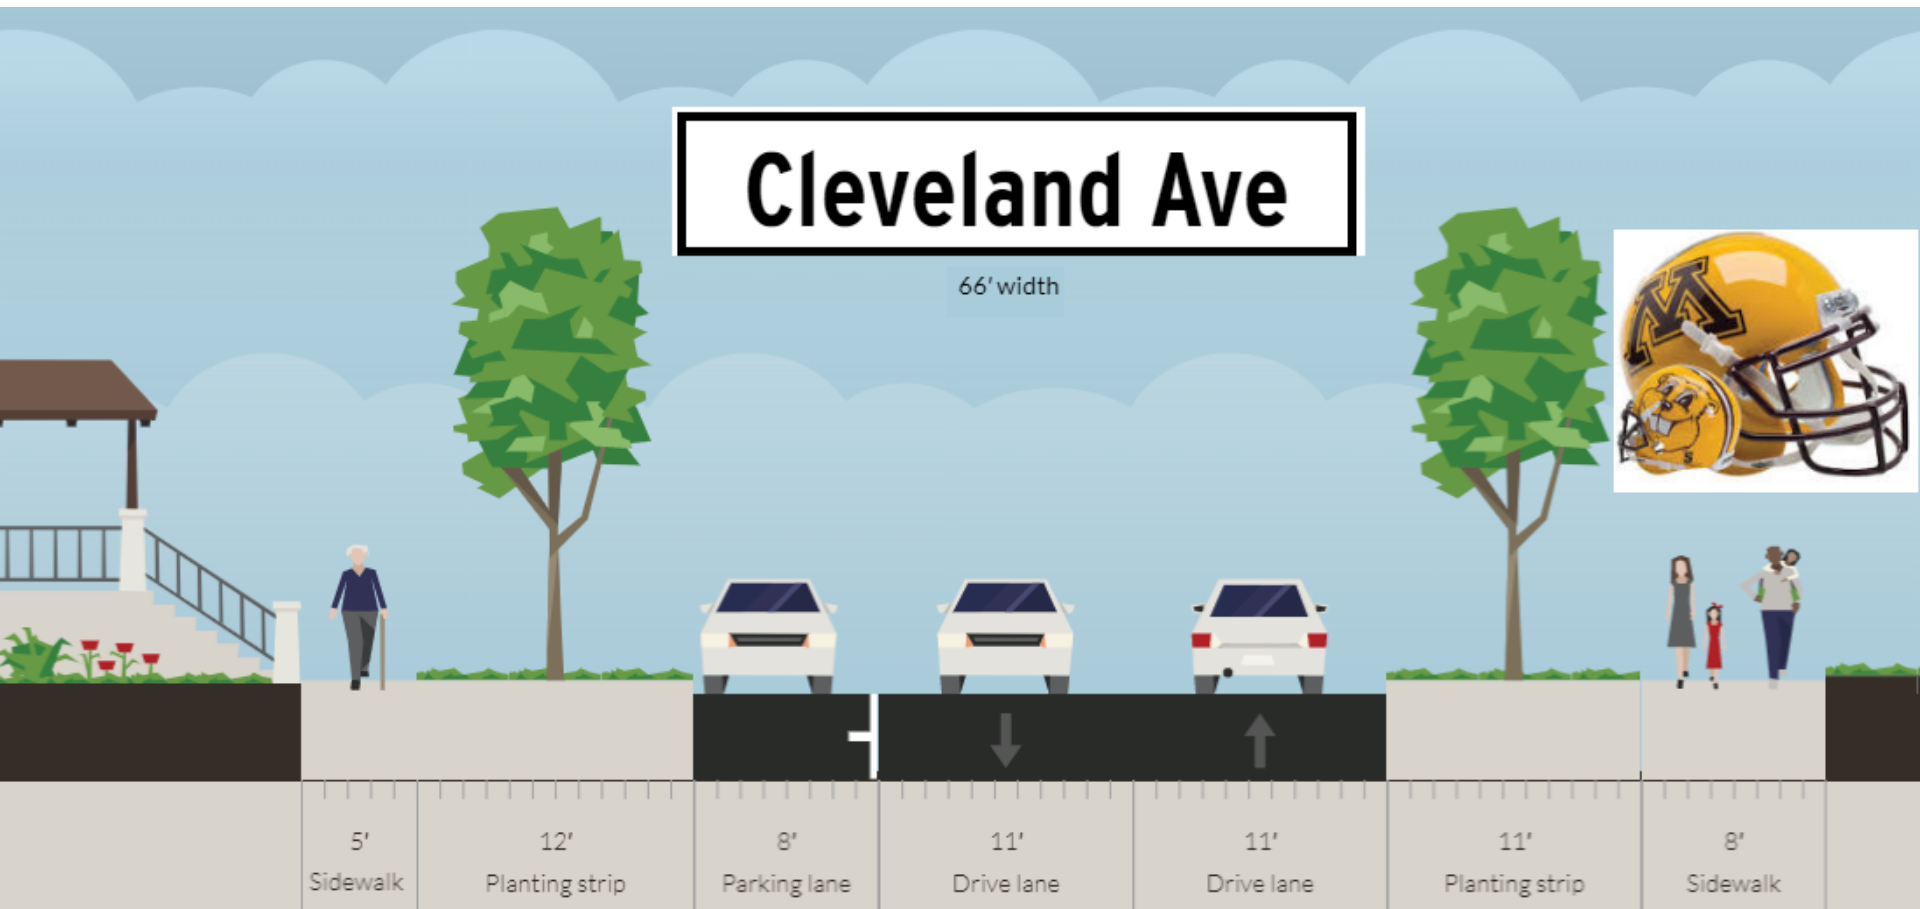 Cleveland Ave
66' width
M
5'
Sidewalk
12'
Planting strip
8'
Parking lane
11'
Drive lane
11'
Drive lane
11'
Planting strip
8'
Sidewalk